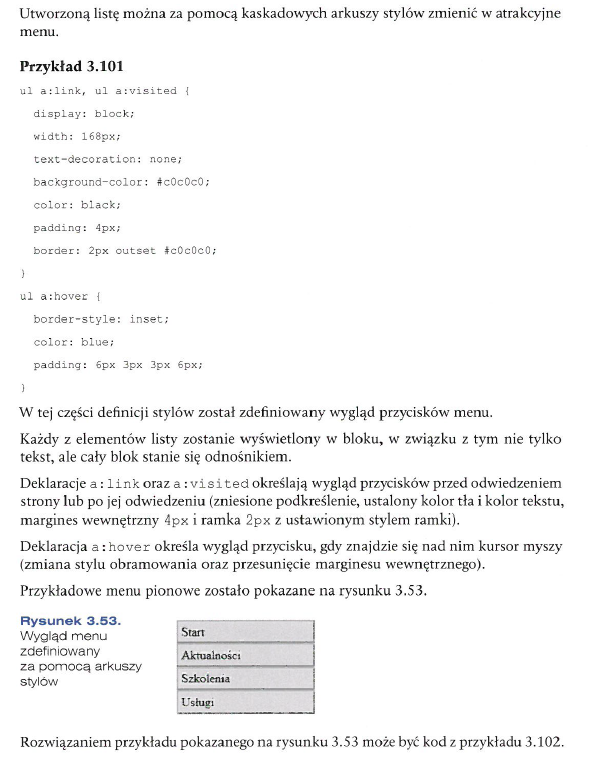 Utworzoną listę można za pomocą kaskadowych arkuszy stylów zmienić w atrakcyjne
menu.
Przykład 3.101
ul a:link, ul a:visited {
display: block;
width: 168px;
text-decoration: none;
background-color: #c0c0c0;
color: black;
padding: 4px;
border: 2px outset #c0c0c0;
}
ul a:hover {
border-style: inset;
color: blue;
padding: 6px 3px 3px 6px;
}
W tej części definicji stylów został zdefiniowany wygląd przycisków menu.
Każdy z elementów listy zostanie wyświetlony w bloku, w związku z tym nie tylko
tekst, ale cały blok stanie się odnośnikiem.
Deklaracje a:link oraz a:visited określają wygląd przycisków przed odwiedzeniem
strony lub po jej odwiedzeniu (zniesione podkreślenie, ustalony kolor tła i kolor tekstu,
margines wewnętrzny 4px i ramka 2px z ustawionym stylem ramki).
Deklaracja a:hover określa wygląd przycisku, gdy znajdzie się nad nim kursor myszy
(zmiana stylu obramowania oraz przesunięcie marginesu wewnętrznego).
Przykładowe menu pionowe zostało pokazane na rysunku 3.53.
Rysunek 3.53.
Wygląd menu
zdefiniowany
za pomocą arkuszy
stylów
Start
Aktualności
Szkolenia
Usługi
Rozwiązaniem przykładu pokazanego na rysunku 3.53 może być kod z przykładu 3.102.